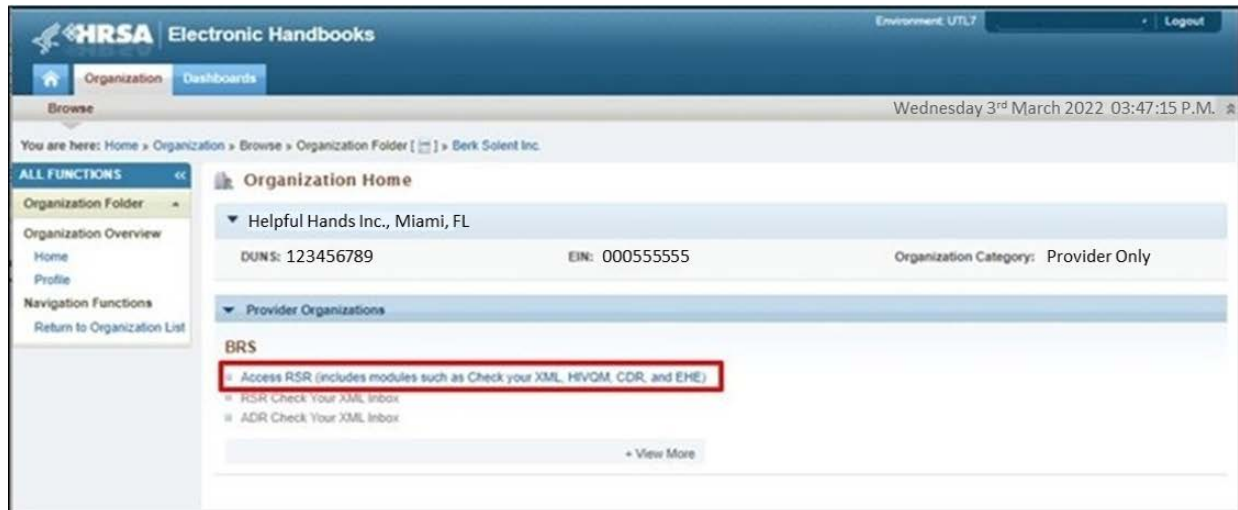 HRSA Electronic Handbooks
Environment: UTL7 Logout
Organization Dashboards
Browse Wednesday 3rd March 2022 03:47:15 P.M.
You are here: Home » Organization » Browse » Organization Folder [ ] » Berk Solent Inc.
ALL FUNCTIONS «
Organization Folder
Organization Overview
Home
Profile
Navigation Functions
Return to Organization List
Organization Home
Helpful Hands Inc., Miami, FL
DUNS: 123456789 EIN: 000555555 Organization Category: Provider Only
Provider Organizations
BRS
Access RSR (includes modules such as Check your XML, HIVQM, CDR, and EHE)
RSR Check Your XML Inbox
ADR Check Your XML Inbox
+ View More